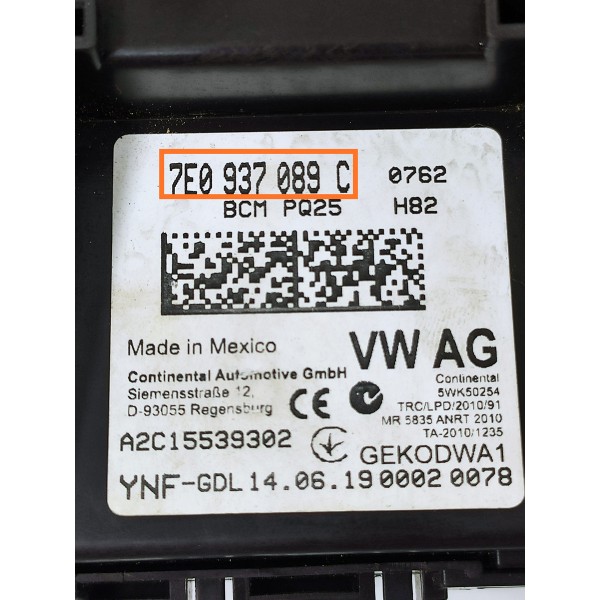 7E0 937 089 C 0762
BCM PQ25 H82
Made in Mexico
VW AG
Continental Automotive GmbH
Siemensstraße 12,
D-93055 Regensburg
CE
Continental
5WK50254
TRC/LPD/2010/91
MR 5835 ANRT 2010
TA-2010/1235
A2C15539302
GEKODWA1
YNF-GDL 14.06.19 00020078